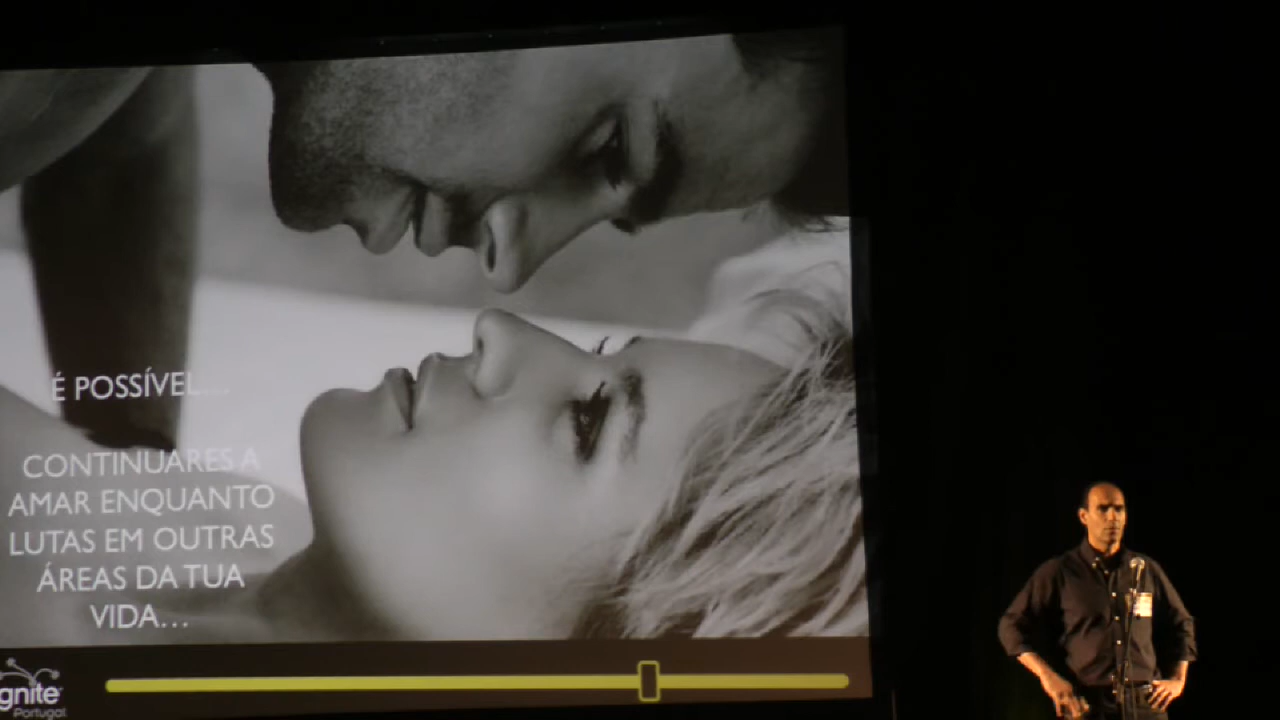 É POSSÍVEL...
CONTINUARES A
AMAR ENQUANTO
LUTAS EM OUTRAS
ÁREAS DA TUA
VIDA...
gnite
Portugal